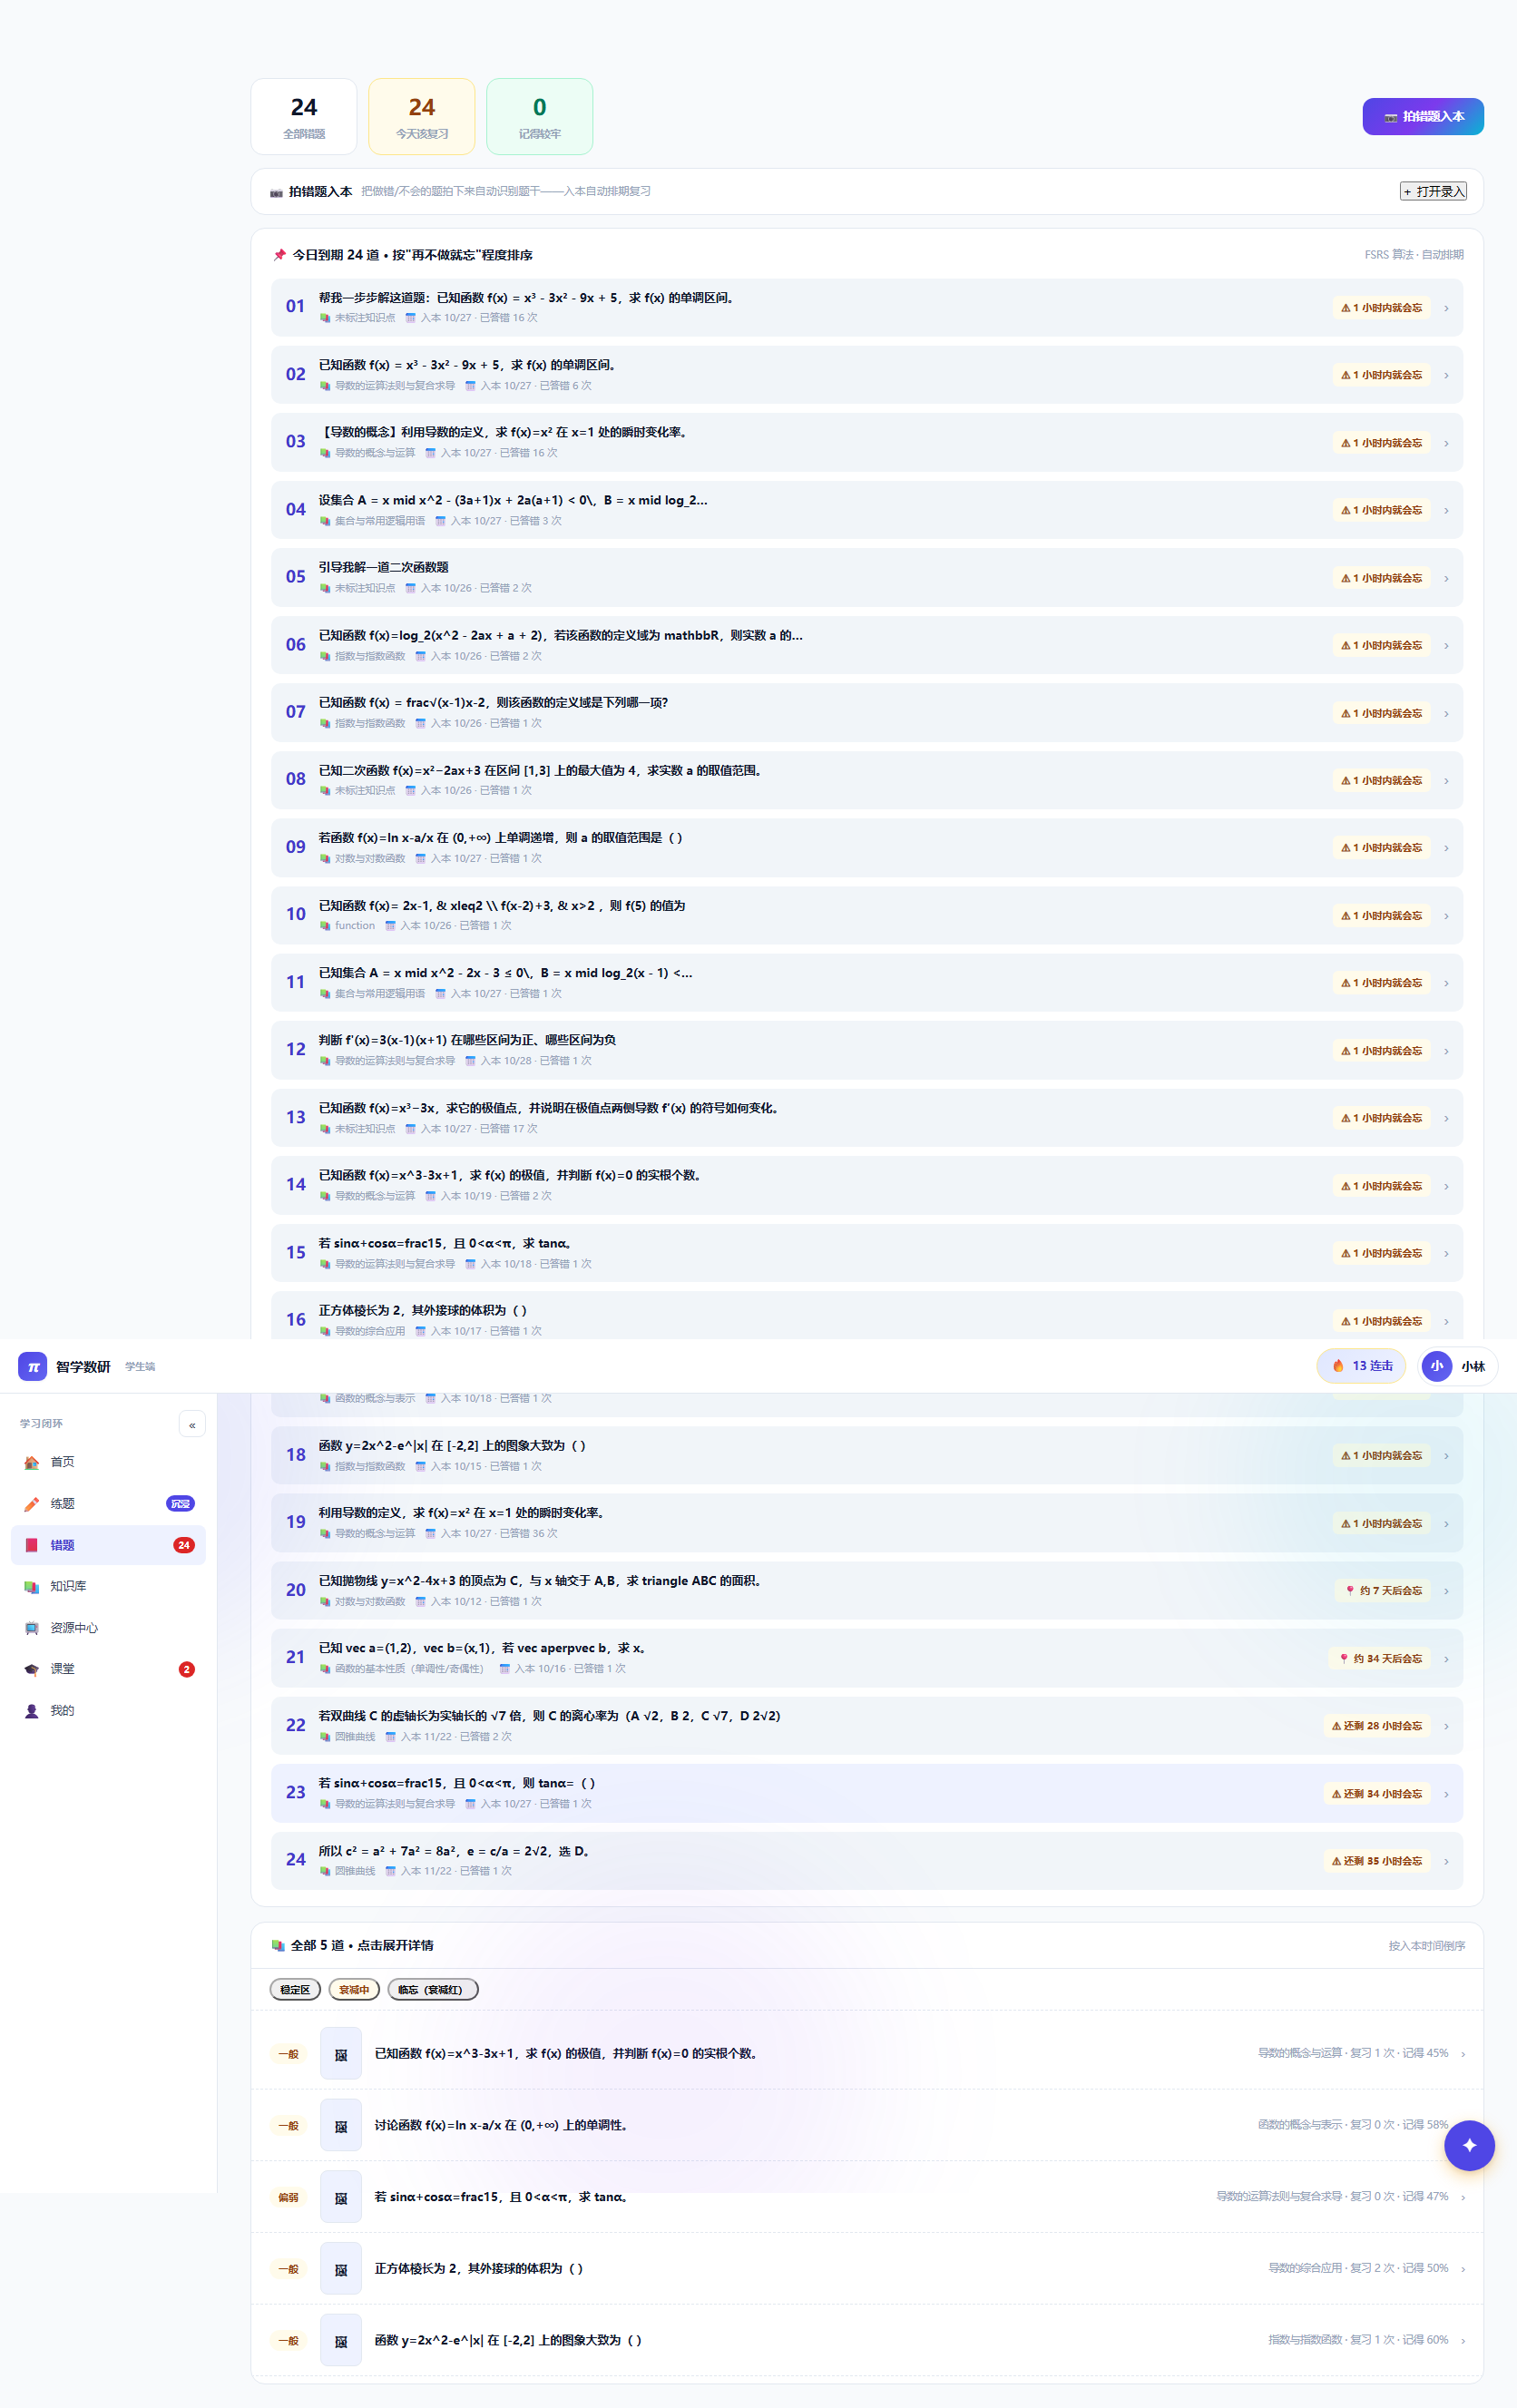 24
全部错题
24
今天该复习
0
记得较牢
拍错题入本
拍错题入本 把做错/不会的题拍下来自动识别题干——入本自动排期复习
+ 打开录入
今日到期 24 道 • 按"再不做就忘"程度排序
FSRS 算法 · 自动排期
01 帮我一步步解这道题：已知函数 f(x) = x³ - 3x² - 9x + 5，求 f(x) 的单调区间。
未标注知识点 入本 10/27 · 已答错 16 次
1 小时内就会忘 ›
02 已知函数 f(x) = x³ - 3x² - 9x + 5，求 f(x) 的单调区间。
导数的运算法则与复合求导 入本 10/27 · 已答错 6 次
1 小时内就会忘 ›
03 【导数的概念】利用导数的定义，求 f(x)=x² 在 x=1 处的瞬时变化率。
导数的概念与运算 入本 10/27 · 已答错 16 次
1 小时内就会忘 ›
04 设集合 A = x mid x^2 - (3a+1)x + 2a(a+1) < 0\，B = x mid log_2...
集合与常用逻辑用语 入本 10/27 · 已答错 3 次
1 小时内就会忘 ›
05 引导我解一道二次函数题
未标注知识点 入本 10/26 · 已答错 2 次
1 小时内就会忘 ›
06 已知函数 f(x)=log_2(x^2 - 2ax + a + 2)，若该函数的定义域为 mathbbR，则实数 a 的...
指数与指数函数 入本 10/26 · 已答错 2 次
1 小时内就会忘 ›
07 已知函数 f(x) = frac√(x-1)x-2，则该函数的定义域是下列哪一项？
指数与指数函数 入本 10/26 · 已答错 1 次
1 小时内就会忘 ›
08 已知二次函数 f(x)=x²−2ax+3 在区间 [1,3] 上的最大值为 4，求实数 a 的取值范围。
未标注知识点 入本 10/26 · 已答错 1 次
1 小时内就会忘 ›
09 若函数 f(x)=ln x-a/x 在 (0,+∞) 上单调递增，则 a 的取值范围是（ ）
对数与对数函数 入本 10/27 · 已答错 1 次
1 小时内就会忘 ›
10 已知函数 f(x)= 2x-1, & xleq2 \\ f(x-2)+3, & x>2 ，则 f(5) 的值为
function 入本 10/26 · 已答错 1 次
1 小时内就会忘 ›
11 已知集合 A = x mid x^2 - 2x - 3 ≤ 0\，B = x mid log_2(x - 1) <...
集合与常用逻辑用语 入本 10/27 · 已答错 1 次
1 小时内就会忘 ›
12 判断 f'(x)=3(x-1)(x+1) 在哪些区间为正、哪些区间为负
导数的运算法则与复合求导 入本 10/28 · 已答错 1 次
1 小时内就会忘 ›
13 已知函数 f(x)=x³−3x，求它的极值点，并说明在极值点两侧导数 f'(x) 的符号如何变化。
未标注知识点 入本 10/27 · 已答错 17 次
1 小时内就会忘 ›
14 已知函数 f(x)=x^3-3x+1，求 f(x) 的极值，并判断 f(x)=0 的实根个数。
导数的概念与运算 入本 10/19 · 已答错 2 次
1 小时内就会忘 ›
15 若 sinα+cosα=frac15，且 0<α<π，求 tanα。
导数的运算法则与复合求导 入本 10/18 · 已答错 1 次
1 小时内就会忘 ›
16 正方体棱长为 2，其外接球的体积为（ ）
导数的综合应用 入本 10/17 · 已答错 1 次
1 小时内就会忘 ›
π 智学数研 学生端
13 连击
小 小林
函数的概念与表示 入本 10/18 · 已答错 1 次
学习闭环 «
首页
练题 沉浸
错题 24
知识库
资源中心
课堂 2
我的
18 函数 y=2x^2-e^|x| 在 [-2,2] 上的图象大致为（ ）
指数与指数函数 入本 10/15 · 已答错 1 次
1 小时内就会忘 ›
19 利用导数的定义，求 f(x)=x² 在 x=1 处的瞬时变化率。
导数的概念与运算 入本 10/27 · 已答错 36 次
1 小时内就会忘 ›
20 已知抛物线 y=x^2-4x+3 的顶点为 C，与 x 轴交于 A,B，求 triangle ABC 的面积。
对数与对数函数 入本 10/12 · 已答错 1 次
约 7 天后会忘 ›
21 已知 vec a=(1,2)，vec b=(x,1)，若 vec aperpvec b，求 x。
函数的基本性质（单调性/奇偶性） 入本 10/16 · 已答错 1 次
约 34 天后会忘 ›
22 若双曲线 C 的虚轴长为实轴长的 √7 倍，则 C 的离心率为（A √2，B 2，C √7，D 2√2）
圆锥曲线 入本 11/22 · 已答错 2 次
还剩 28 小时会忘 ›
23 若 sinα+cosα=frac15，且 0<α<π，则 tanα=（ ）
导数的运算法则与复合求导 入本 10/27 · 已答错 1 次
还剩 34 小时会忘 ›
24 所以 c² = a² + 7a² = 8a²，e = c/a = 2√2，选 D。
圆锥曲线 入本 11/22 · 已答错 1 次
还剩 35 小时会忘 ›
全部 5 道 • 点击展开详情
按入本时间倒序
稳定区 衰减中 临忘（衰减红）
一般 已知函数 f(x)=x^3-3x+1，求 f(x) 的极值，并判断 f(x)=0 的实根个数。 导数的概念与运算 · 复习 1 次 · 记得 45% ›
一般 讨论函数 f(x)=ln x-a/x 在 (0,+∞) 上的单调性。 函数的概念与表示 · 复习 0 次 · 记得 58%
偏弱 若 sinα+cosα=frac15，且 0<α<π，求 tanα。 导数的运算法则与复合求导 · 复习 0 次 · 记得 47% ›
一般 正方体棱长为 2，其外接球的体积为（ ） 导数的综合应用 · 复习 2 次 · 记得 50% ›
一般 函数 y=2x^2-e^|x| 在 [-2,2] 上的图象大致为（ ） 指数与指数函数 · 复习 1 次 · 记得 60% ›